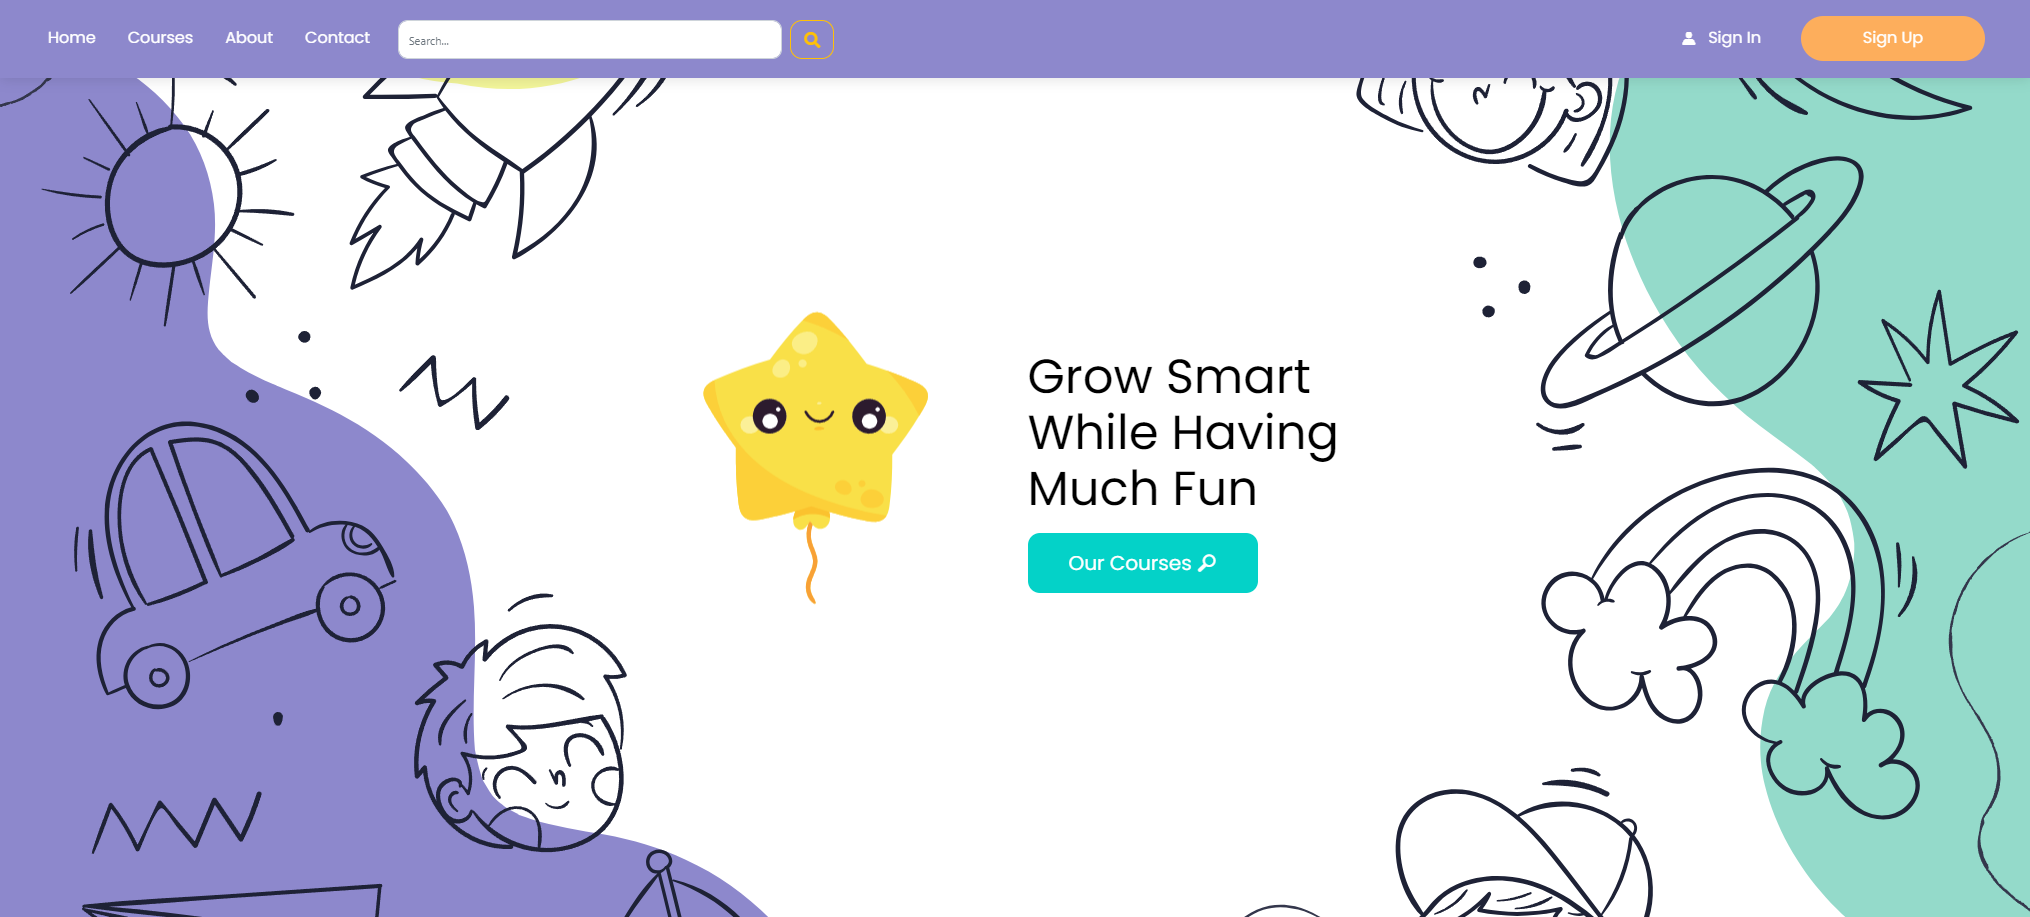 Home Courses About Contact Search... Sign In Sign Up
Grow Smart
While Having
Much Fun
Our Courses